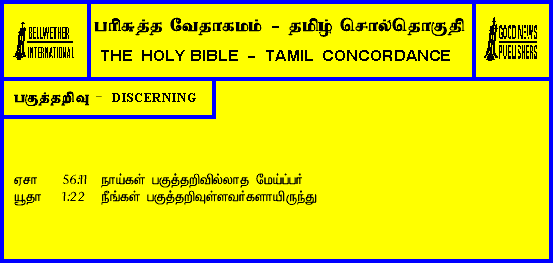 BELLWETHER
INTERNATIONAL
பரிசுத்த வேதாகமம் - தமிழ் சொல்தொகுதி
THE HOLY BIBLE - TAMIL CONCORDANCE
GOOD NEWS
PUBLISHERS
பகுத்தறிவு - DISCERNING
ஏசா 56:11 நாய்கள் பகுத்தறிவில்லாத மேய்ப்பர்
யூதா 1:22 நீங்கள் பகுத்தறிவுள்ளவர்களாயிருந்து